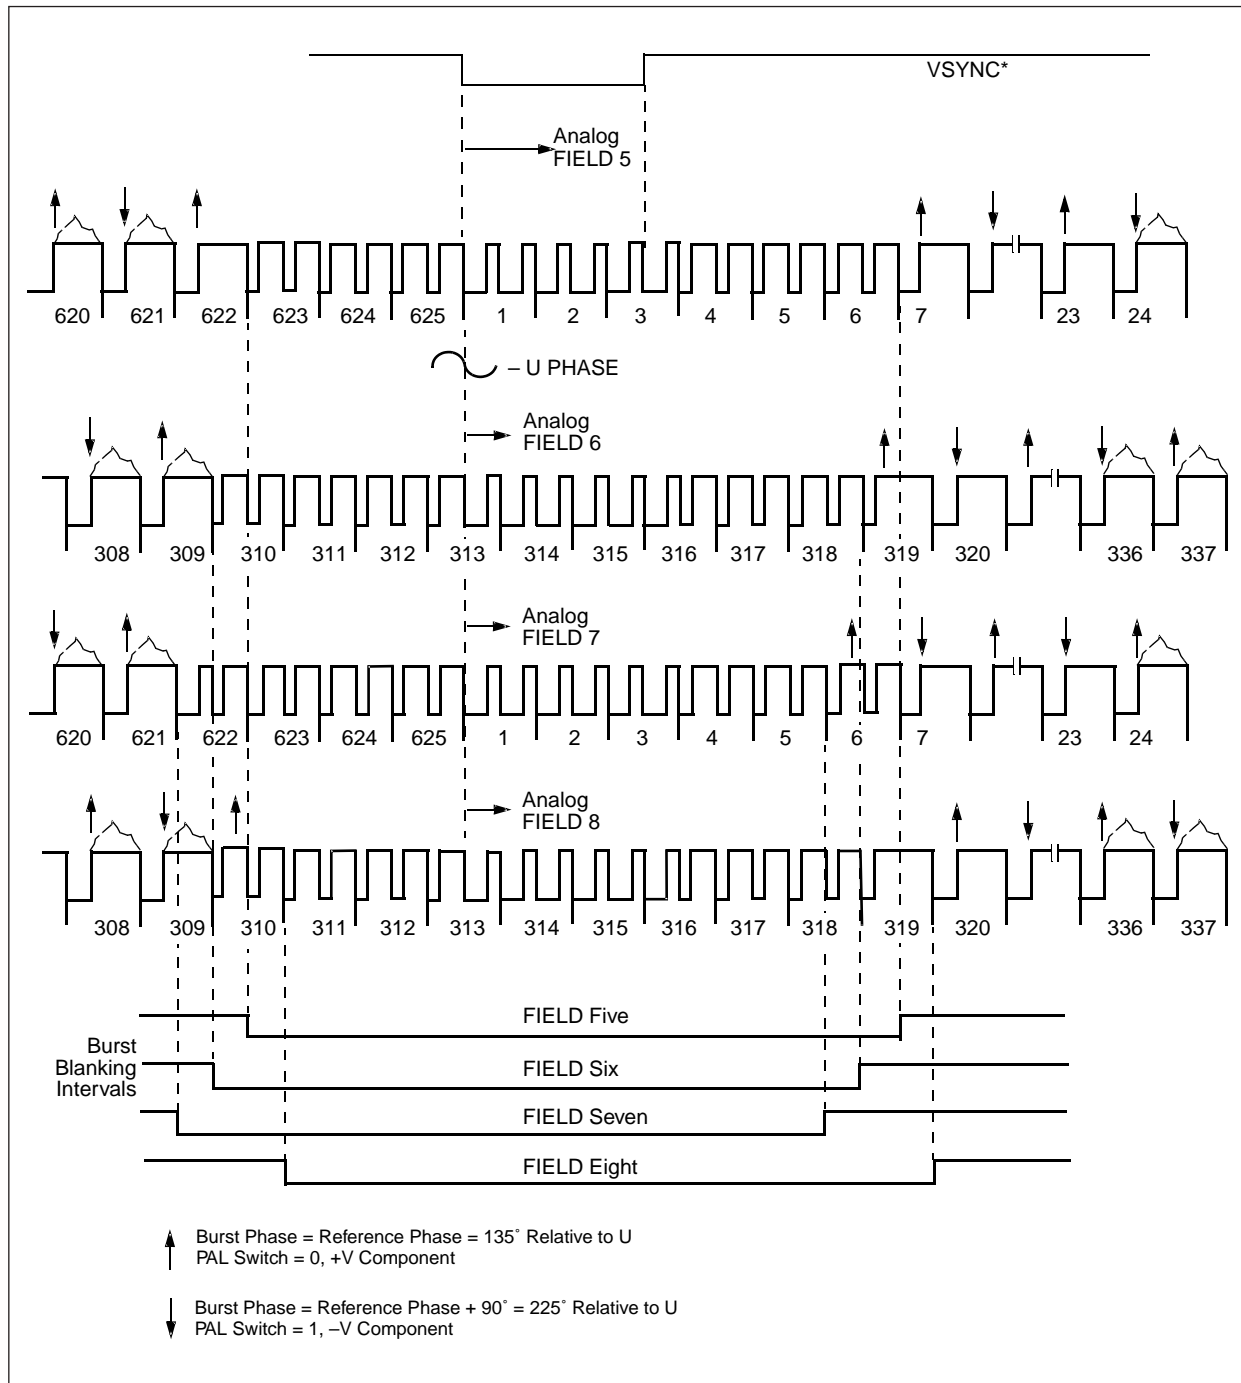 VSYNC*
Analog
FIELD 5
620 621 622 623 624 625 1 2 3 4 5 6 7 23 24
– U PHASE
Analog
FIELD 6
308 309 310 311 312 313 314 315 316 317 318 319 320 336 337
Analog
FIELD 7
620 621 622 623 624 625 1 2 3 4 5 6 7 23 24
Analog
FIELD 8
308 309 310 311 312 313 314 315 316 317 318 319 320 336 337
FIELD Five
Burst
Blanking
Intervals
FIELD Six
FIELD Seven
FIELD Eight
Burst Phase = Reference Phase = 135° Relative to U
PAL Switch = 0, +V Component
Burst Phase = Reference Phase + 90° = 225° Relative to U
PAL Switch = 1, –V Component